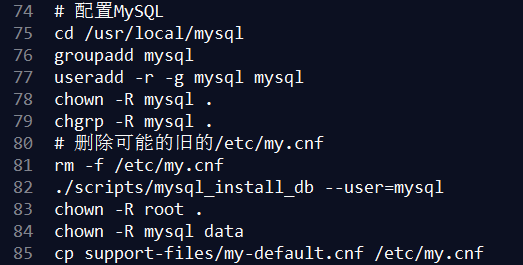 74 # 配置MySQL
75 cd /usr/local/mysql
76 groupadd mysql
77 useradd -r -g mysql mysql
78 chown -R mysql .
79 chgrp -R mysql .
80 # 删除可能的旧的/etc/my.cnf
81 rm -f /etc/my.cnf
82 ./scripts/mysql_install_db --user=mysql
83 chown -R root .
84 chown -R mysql data
85 cp support-files/my-default.cnf /etc/my.cnf